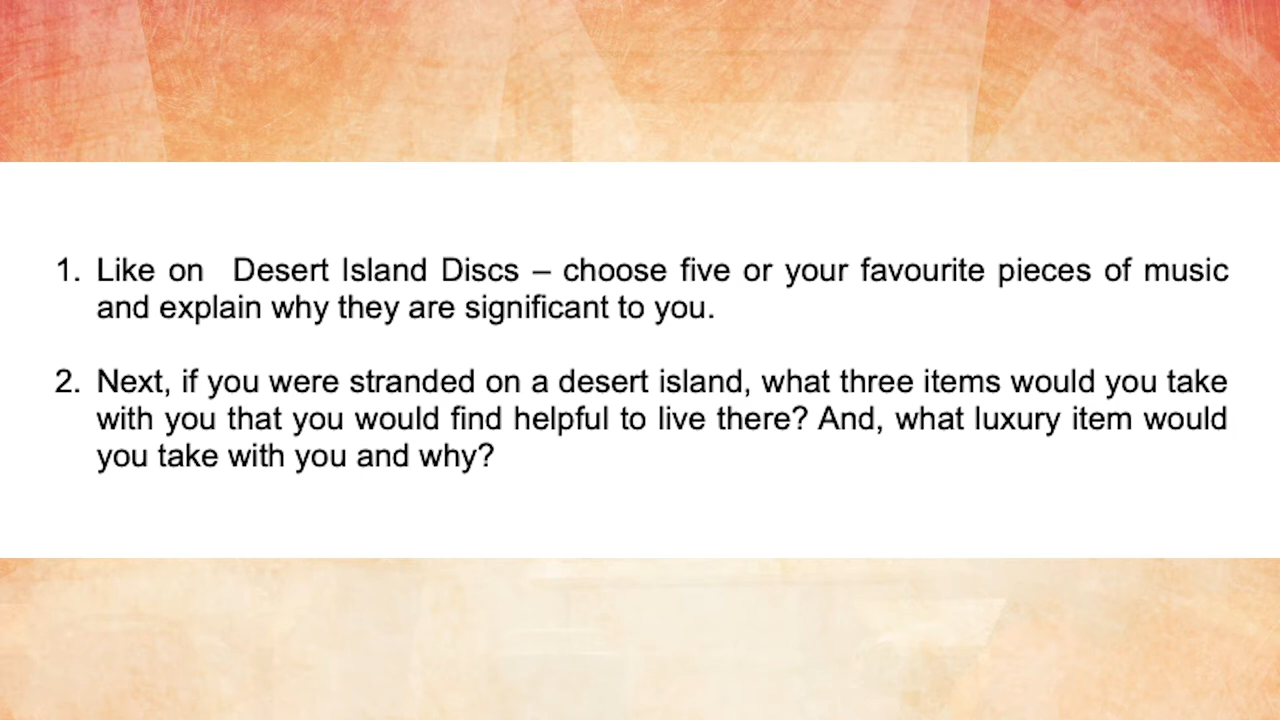 1. Like on  Desert Island Discs – choose five or your favourite pieces of music
and explain why they are significant to you.
2. Next, if you were stranded on a desert island, what three items would you take
with you that you would find helpful to live there? And, what luxury item would
you take with you and why?